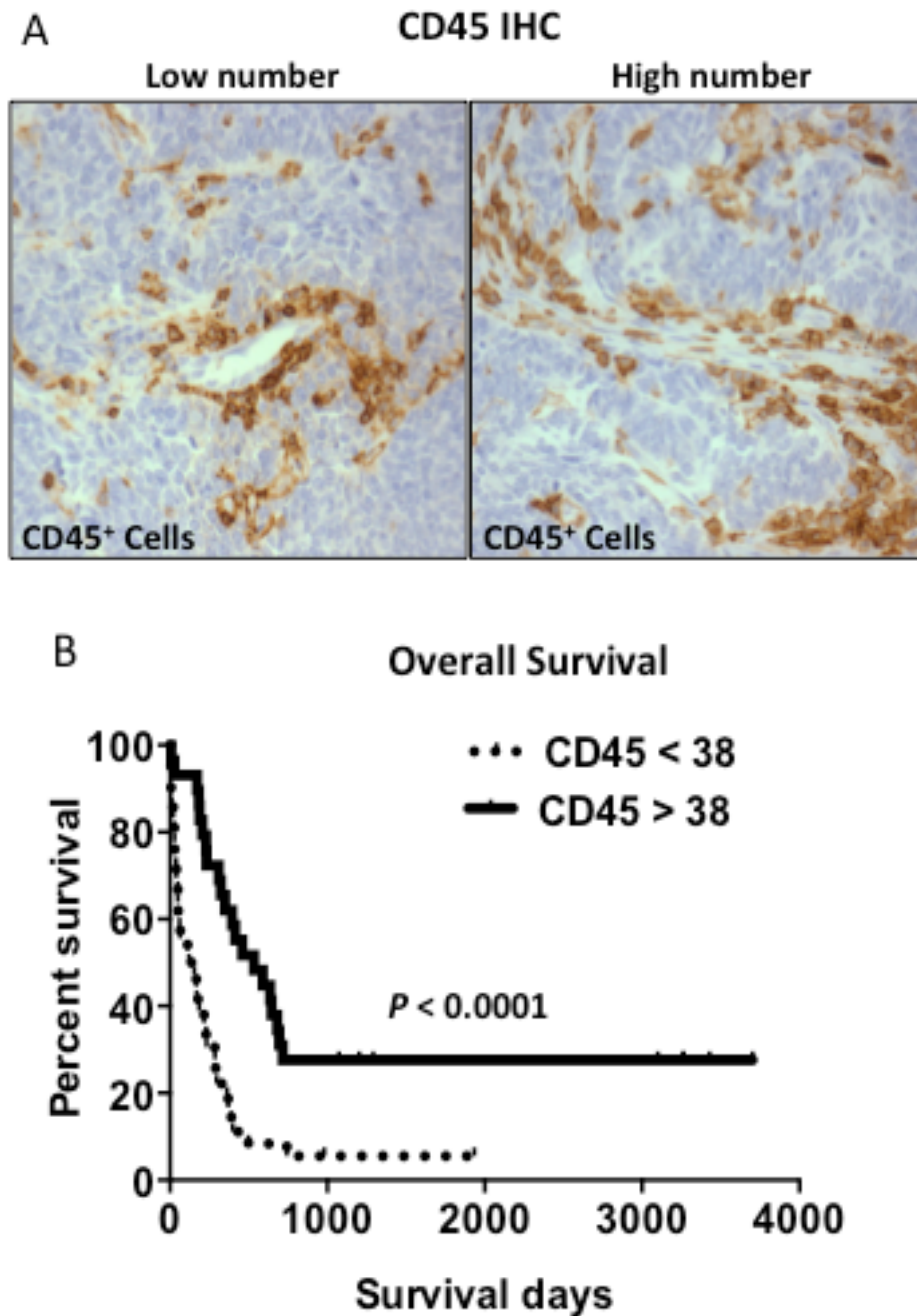 A
CD45 IHC
Low number
High number
CD45⁺ Cells
CD45⁺ Cells
B
Overall Survival
CD45 < 38
CD45 > 38
P < 0.0001
Percent survival
100
80
60
40
20
0
0 1000 2000 3000 4000
Survival days